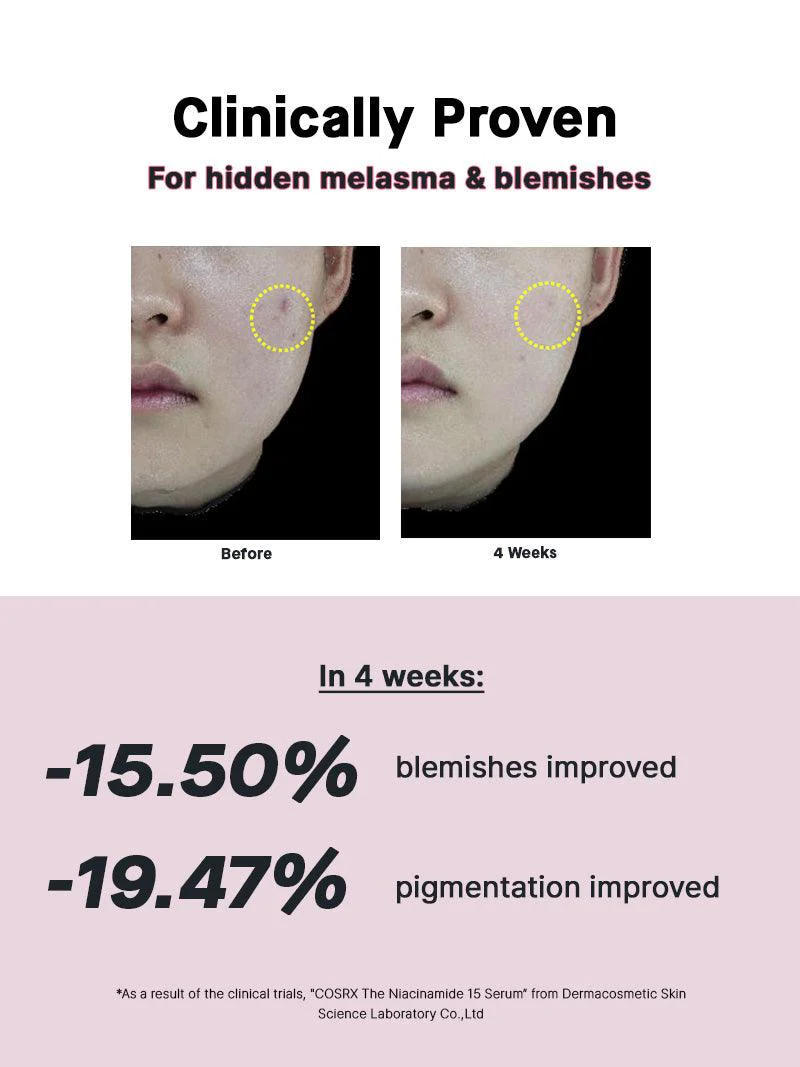 Clinically Proven
For hidden melasma & blemishes
Before
4 Weeks
In 4 weeks:
-15.50%
blemishes improved
-19.47%
pigmentation improved
*As a result of the clinical trials, "COSRX The Niacinamide 15 Serum" from Dermacosmetic Skin
Science Laboratory Co.,Ltd